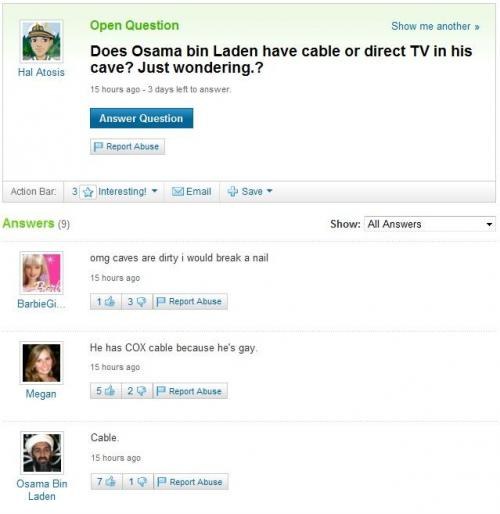 Open Question
Show me another »
Does Osama bin Laden have cable or direct TV in his
cave? Just wondering.?
Hal Atosis
15 hours ago - 3 days left to answer.
Answer Question
Report Abuse
Action Bar: 3 Interesting! Email Save
Answers (9)
Show: All Answers
omg caves are dirty i would break a nail
15 hours ago
BarbieGi...
1 3 Report Abuse
He has COX cable because he's gay.
15 hours ago
Megan
5 2 Report Abuse
Cable.
15 hours ago
Osama Bin
Laden
7 1 Report Abuse